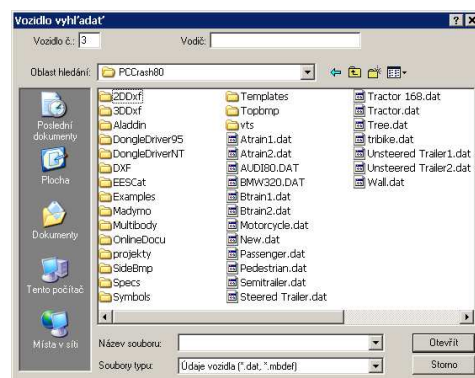 Vozidlo vyhľaďať
Vozidlo č.: 3 Vodič:
Oblast hledání: PCCrash80
Poslední dokumenty
Plocha
Dokumenty
Tento počítač
Místa v síti
2DDxf
3DDxf
Aladdin
DongleDriver95
DongleDriverNT
DXF
EESCat
Examples
Madymo
Multibody
OnlineDocu
projekty
SideBmp
Specs
Symbols
Templates
Topbmp
vts
Atrain1.dat
Atrain2.dat
AUDI80.DAT
BMW320.DAT
Btrain1.dat
Btrain2.dat
Motorcycle.dat
New.dat
Passenger.dat
Pedestrian.dat
Semitrailer.dat
Steered Trailer.dat
Tractor 168.dat
Tractor.dat
Tree.dat
tribike.dat
Unsteered Trailer1.dat
Unsteered Trailer2.dat
Wall.dat
Název souboru: Otevřít
Soubory typu: Údaje vozidla (*.dat, *.mbdef) Storno